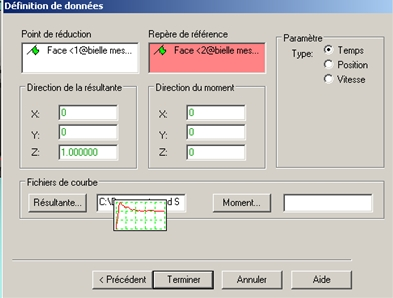 Définition de données
Point de réduction
Repère de référence
Paramètre
Face <1@bielle mes...
Face <2@bielle mes...
Type:
Temps
Position
Vitesse
Direction de la résultante
Direction du moment
X: 0
X: 0
Y: 0
Y: 0
Z: 1.000000
Z: 0
Fichiers de courbe
Résultante...
C:\D
d S
Moment...
< Précédent
Terminer
Annuler
Aide